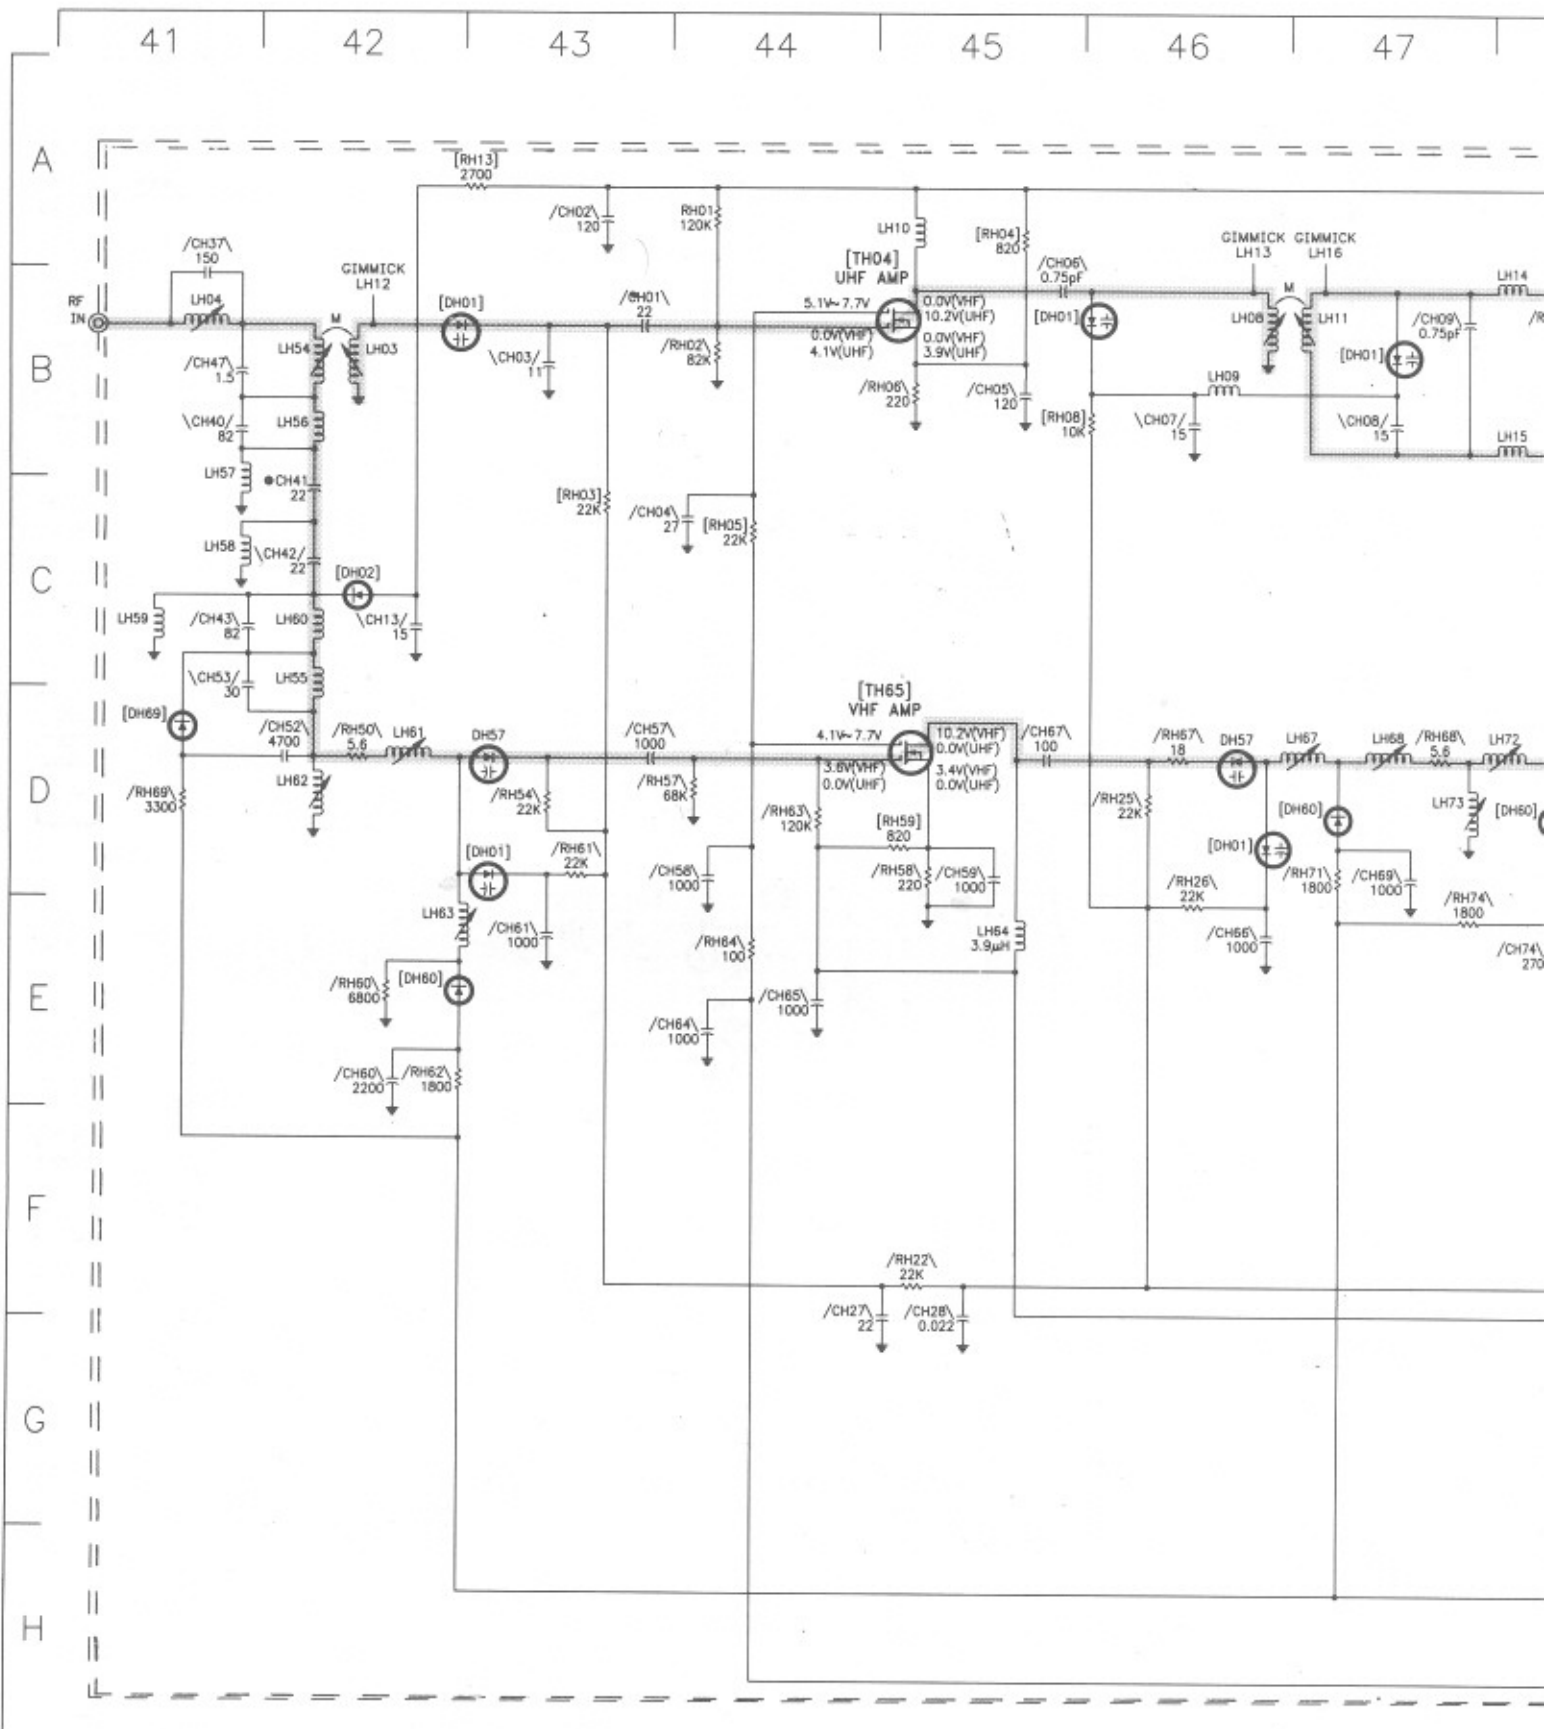 41 42 43 44 45 46 47
A
[RH13]
2700
/CH02\
120
RH01
120K
LH10
[RH04]
820
/CH37\
150
GIMMICK
LH12
[TH04]
UHF AMP
/CH06\
0.75pF
GIMMICK
LH13
GIMMICK
LH16
LH14
RF
IN
LH04
M
[DH01]
/CH01\
22
5.1V~ 7.7V
0.0V(VHF)
10.2V(UHF)
[DH01]
M
B
/CH47\
1.5
LH54
LH03
\CH03/
11
/RH02\
82K
0.0V(VHF)
4.1V(UHF)
0.0V(VHF)
3.9V(UHF)
LH08
LH11
[DH01]
/CH09\
0.75pF
\CH40/
82
LH56
/RH06\
220
/CH05\
120
[RH08]
10K
LH09
\CH07/
15
\CH08/
15
LH15
LH57
CH41
22
[RH03]
22K
/CH04\
27
[RH05]
22K
C
LH58
\CH42/
22
[DH02]
LH59
/CH43\
82
LH60
\CH13/
15
\CH53/
30
LH55
[TH65]
VHF AMP
[DH69]
/CH52\
4700
/RH50\
5.6
LH61
DH57
/CH57\
1000
4.1V~ 7.7V
10.2V(VHF)
0.0V(UHF)
/CH67\
100
/RH67\
18
DH57
LH67
LH68
/RH68\
5.6
LH72
D
/RH69\
3300
LH62
/RH54\
22K
/RH57\
68K
3.6V(VHF)
0.0V(UHF)
3.4V(VHF)
0.0V(UHF)
/RH63\
120K
[RH59]
820
/RH25\
22K
[DH01]
[DH60]
LH73
[DH60]
[DH01]
/RH61\
22K
/CH58\
1000
/RH58\
220
/CH59\
1000
/RH26\
22K
/RH71\
1800
/CH69\
1000
LH63
/CH61\
1000
/RH64\
100
LH64
3.9µH
/CH66\
1000
/RH74\
1800
/CH74\
270
E
/RH60\
6800
[DH60]
/CH64\
1000
/CH65\
1000
/CH60\
2200
/RH62\
1800
F
/RH22\
22K
/CH27\
22
/CH28\
0.022
G
H